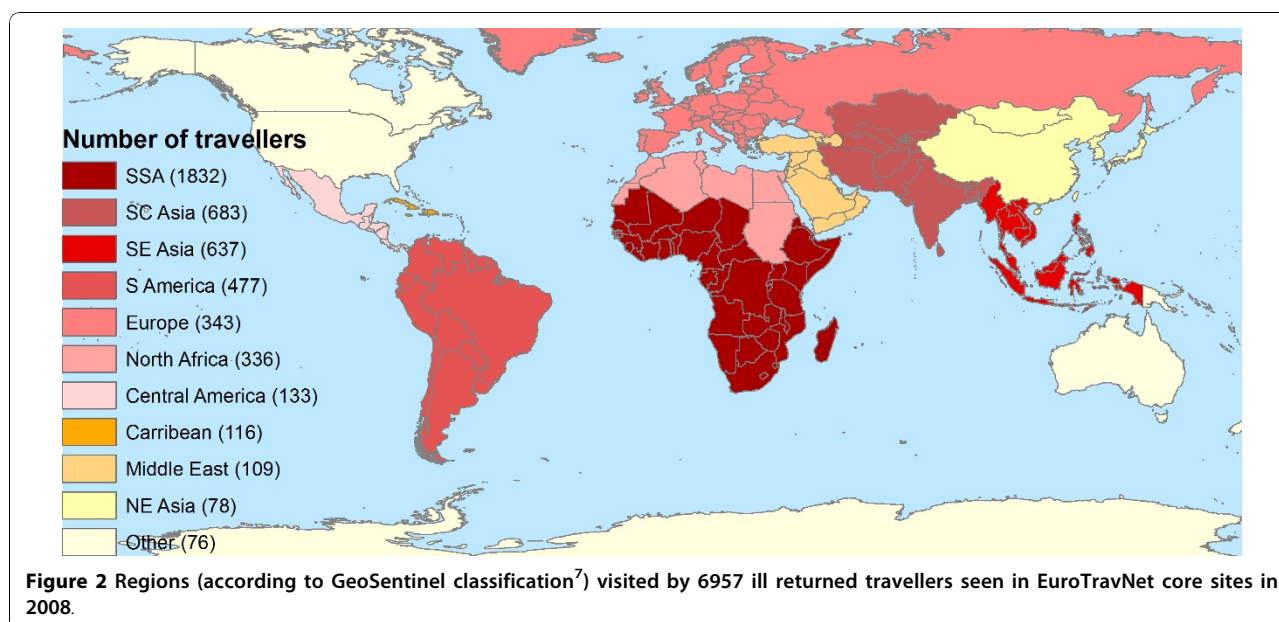 Number of travellers
SSA (1832)
SC Asia (683)
SE Asia (637)
S America (477)
Europe (343)
North Africa (336)
Central America (133)
Carribean (116)
Middle East (109)
NE Asia (78)
Other (76)
Figure 2 Regions (according to GeoSentinel classification7) visited by 6957 ill returned travellers seen in EuroTravNet core sites in
2008.